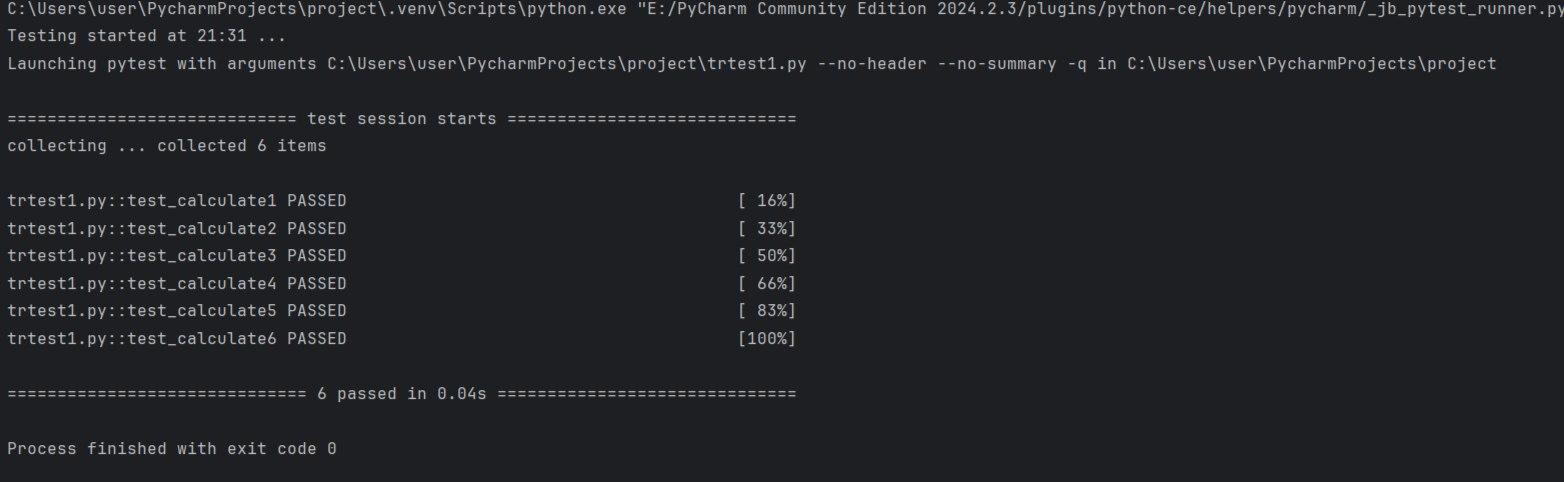 C:\Users\user\PycharmProjects\project\.venv\Scripts\python.exe "E:/PyCharm Community Edition 2024.2.3/plugins/python-ce/helpers/pycharm/_jb_pytest_runner.py
Testing started at 21:31 ...
Launching pytest with arguments C:\Users\user\PycharmProjects\project\trtest1.py --no-header --no-summary -q in C:\Users\user\PycharmProjects\project
============================= test session starts =============================
collecting ... collected 6 items
trtest1.py::test_calculate1 PASSED [ 16%]
trtest1.py::test_calculate2 PASSED [ 33%]
trtest1.py::test_calculate3 PASSED [ 50%]
trtest1.py::test_calculate4 PASSED [ 66%]
trtest1.py::test_calculate5 PASSED [ 83%]
trtest1.py::test_calculate6 PASSED [100%]
============================== 6 passed in 0.04s ==============================
Process finished with exit code 0